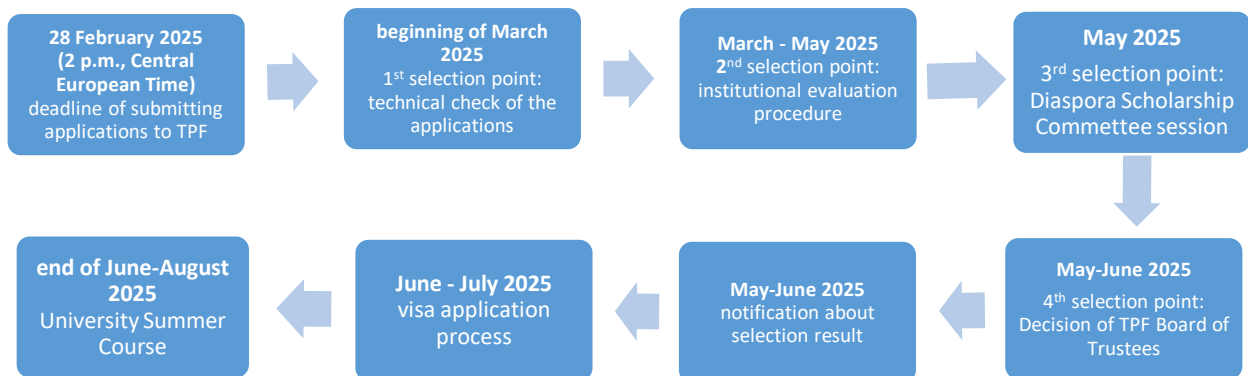 28 February 2025
(2 p.m., Central
European Time)
deadline of submitting
applications to TPF
beginning of March
2025
1st selection point:
technical check of the
applications
March - May 2025
2nd selection point:
institutional evaluation
procedure
May 2025
3rd selection point:
Diaspora Scholarship
Commettee session
May-June 2025
4th selection point:
Decision of TPF Board of
Trustees
May-June 2025
notification about
selection result
June - July 2025
visa application
process
end of June-August
2025
University Summer
Course